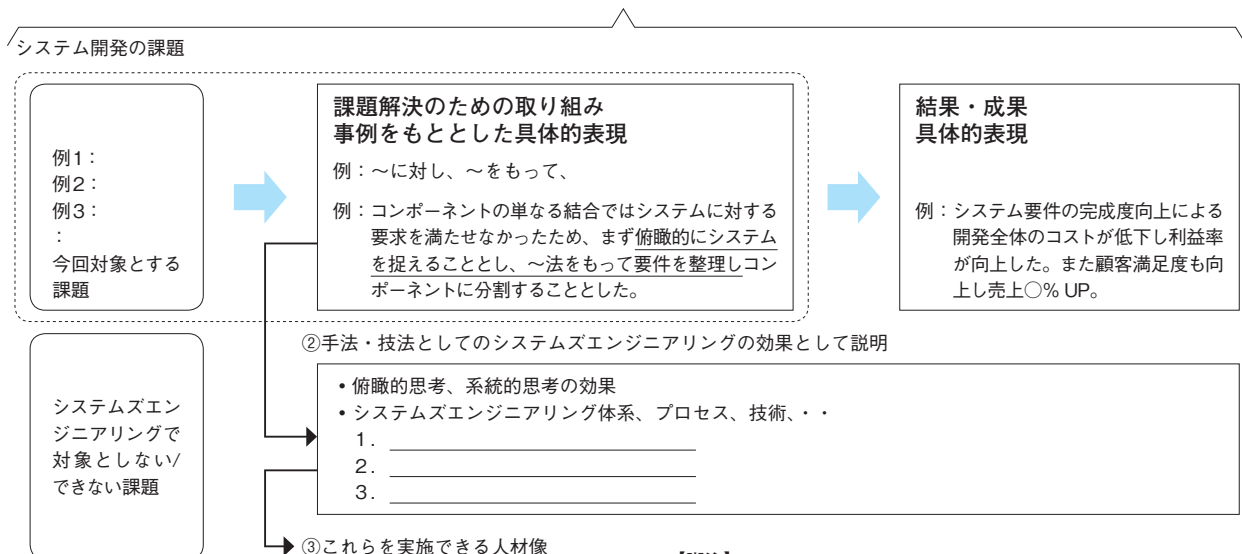 システム開発の課題
例1：
例2：
例3：
：
今回対象とする
課題
課題解決のための取り組み
事例をもととした具体的表現
例：〜に対し、〜をもって、
例：コンポーネントの単なる結合ではシステムに対する
要求を満たせなかったため、まず俯瞰的にシステム
を捉えることとし、〜法をもって要件を整理しコン
ポーネントに分割することとした。
結果・成果
具体的表現
例：システム要件の完成度向上による
開発全体のコストが低下し利益率
が向上した。また顧客満足度も向
上し売上○% UP。
②手法・技法としてのシステムズエンジニアリングの効果として説明
システムズエン
ジニアリングで
対象としない/
できない課題
• 俯瞰的思考、系統的思考の効果
• システムズエンジニアリング体系、プロセス、技術、・・
1.
2.
3.
③これらを実施できる人材像